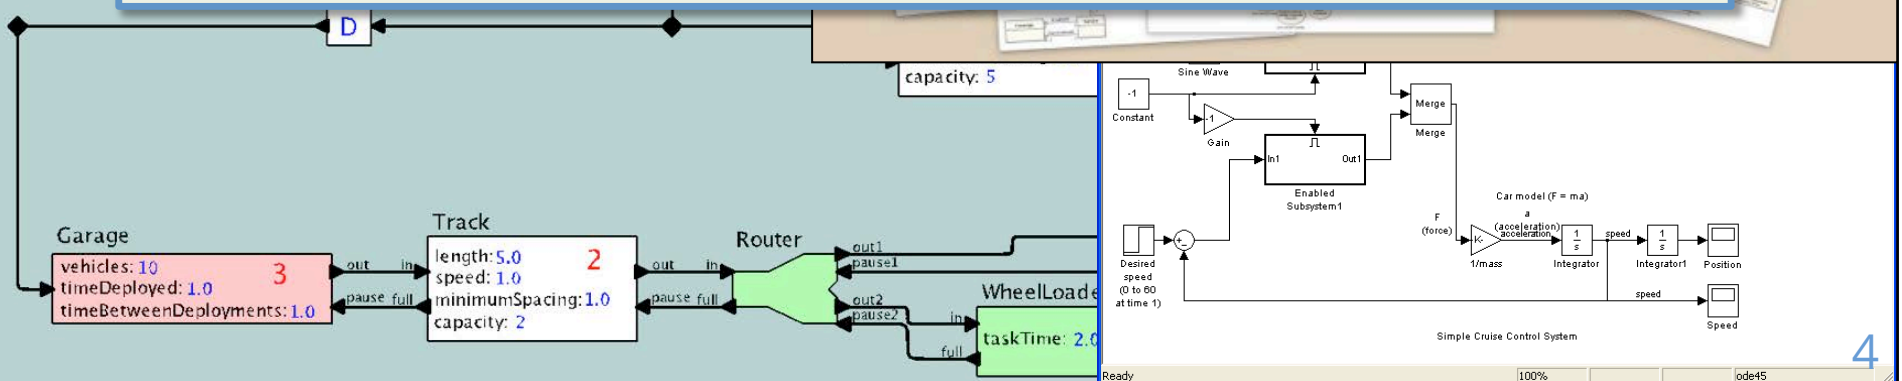 D
capacity: 5
Garage
vehicles: 10
timeDeployed: 1.0
timeBetweenDeployments: 1.0
3
out
in
pause
full
Track
length: 5.0
speed: 1.0
minimumSpacing: 1.0
capacity: 2
2
out
in
pause
full
Router
out1
pause1
out2
pause2
in
full
WheelLoade
taskTime: 2.0
Sine Wave
-1
Constant
-1
Gain
Merge
Merge
In1
Out1
Enabled
Subsystem1
Car model (F = ma)
F
(force)
a
(acceleration)
acceleration
Desired
speed
(0 to 60
at time 1)
+
-
K-
1/mass
1
s
Integrator
speed
1
s
Integrator1
Position
speed
Speed
Simple Cruise Control System
4
Ready
100%
ode45